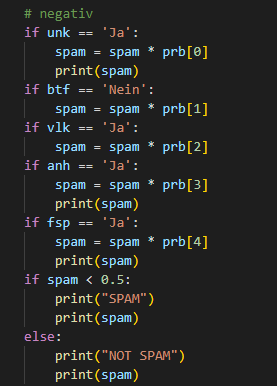 # negativ
if unk == 'Ja':
    spam = spam * prb[0]
    print(spam)
if btf == 'Nein':
    spam = spam * prb[1]
if vlk == 'Ja':
    spam = spam * prb[2]
if anh == 'Ja':
    spam = spam * prb[3]
    print(spam)
if fsp == 'Ja':
    spam = spam * prb[4]
    print(spam)
if spam < 0.5:
    print("SPAM")
    print(spam)
else:
    print("NOT SPAM")
    print(spam)